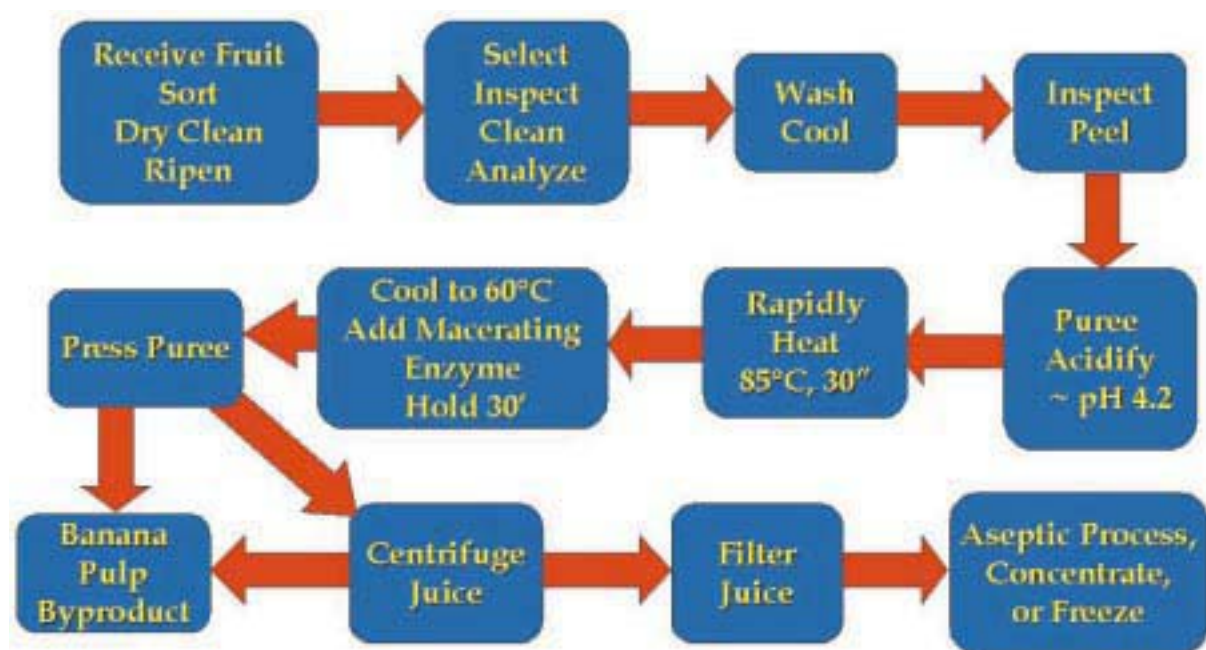 Receive Fruit
Sort
Dry Clean
Ripen
Select
Inspect
Clean
Analyze
Wash
Cool
Inspect
Peel
Puree
Acidify
~ pH 4.2
Rapidly
Heat
85°C, 30″
Cool to 60°C
Add Macerating
Enzyme
Hold 30′
Press Puree
Banana
Pulp
Byproduct
Centrifuge
Juice
Filter
Juice
Aseptic Process,
Concentrate,
or Freeze